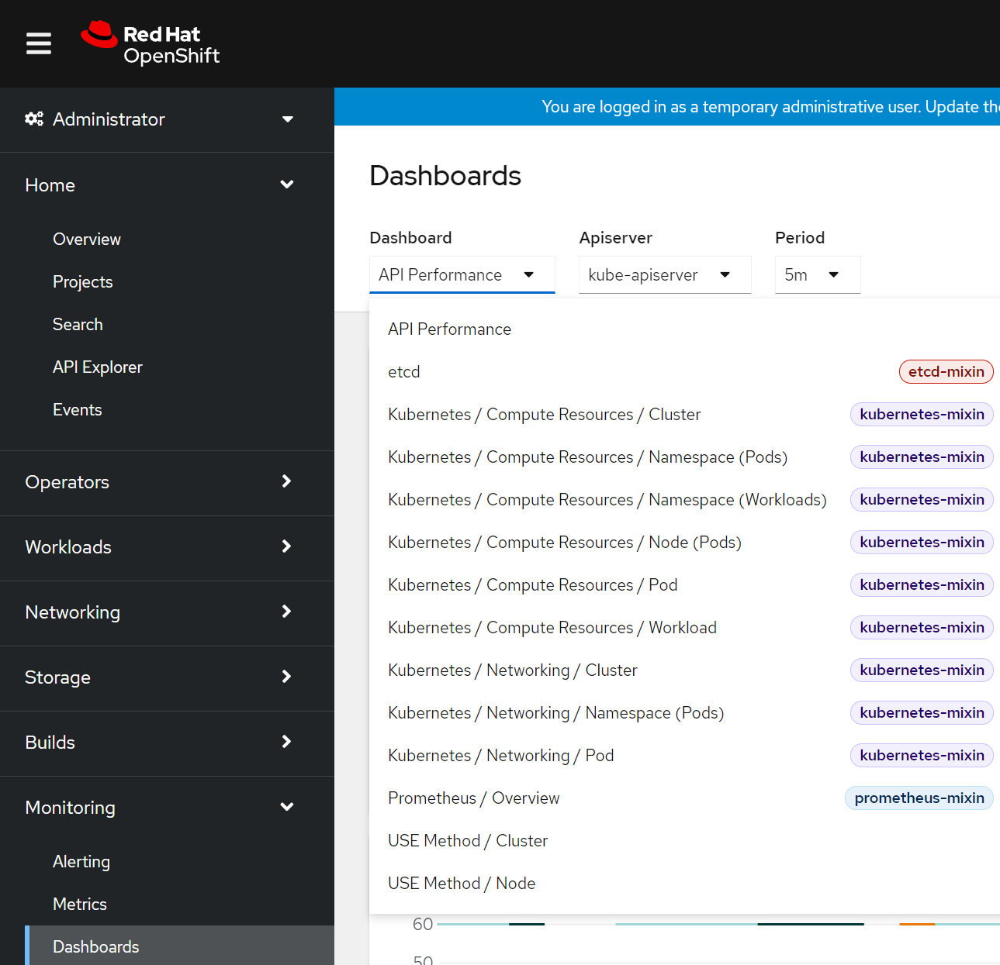 Red Hat
OpenShift
Administrator
You are logged in as a temporary administrative user. Update the
Home
Overview
Projects
Search
API Explorer
Events
Operators
Workloads
Networking
Storage
Builds
Monitoring
Alerting
Metrics
Dashboards
Dashboards
Dashboard Apiserver Period
API Performance kube-apiserver 5m
API Performance
etcd etcd-mixin
Kubernetes / Compute Resources / Cluster kubernetes-mixin
Kubernetes / Compute Resources / Namespace (Pods) kubernetes-mixin
Kubernetes / Compute Resources / Namespace (Workloads) kubernetes-mixin
Kubernetes / Compute Resources / Node (Pods) kubernetes-mixin
Kubernetes / Compute Resources / Pod kubernetes-mixin
Kubernetes / Compute Resources / Workload kubernetes-mixin
Kubernetes / Networking / Cluster kubernetes-mixin
Kubernetes / Networking / Namespace (Pods) kubernetes-mixin
Kubernetes / Networking / Pod kubernetes-mixin
Prometheus / Overview prometheus-mixin
USE Method / Cluster
USE Method / Node
60
50